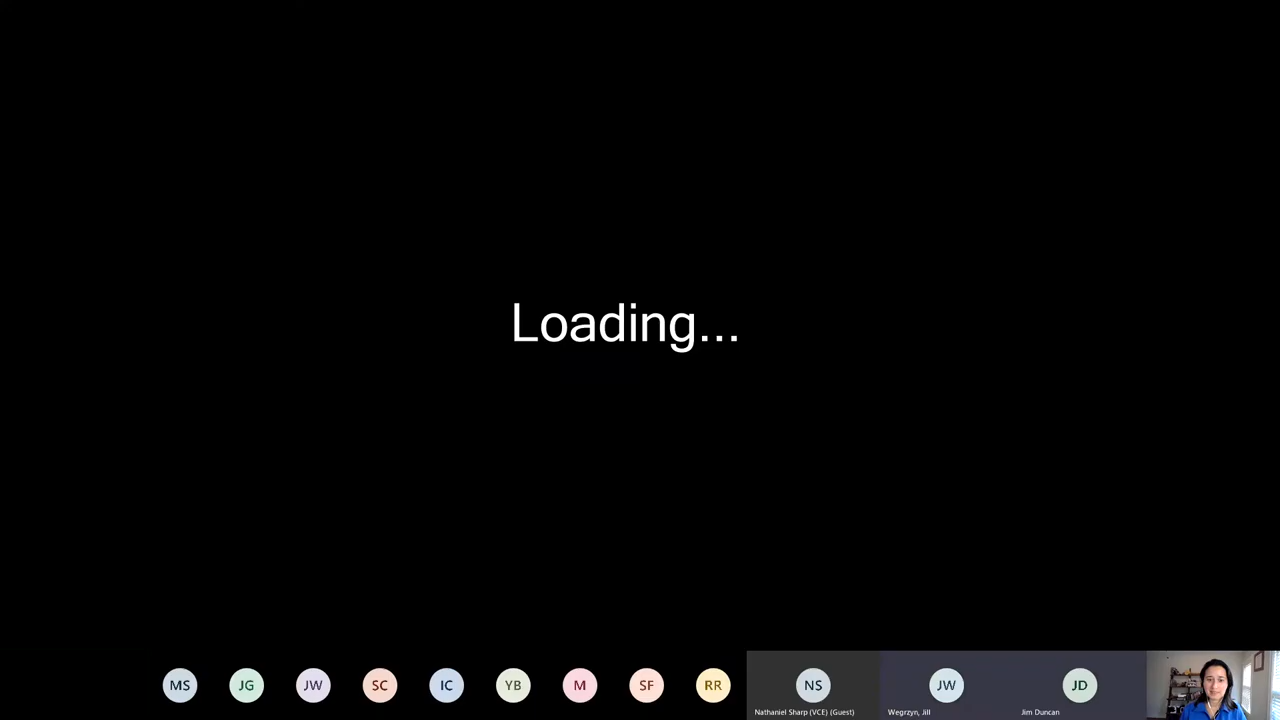 Loading...
MS JG JW SC IC YB M SF RR NS JW JD
Nathaniel Sharp (VCE) (Guest) Wegrzyn, Jill Jim Duncan